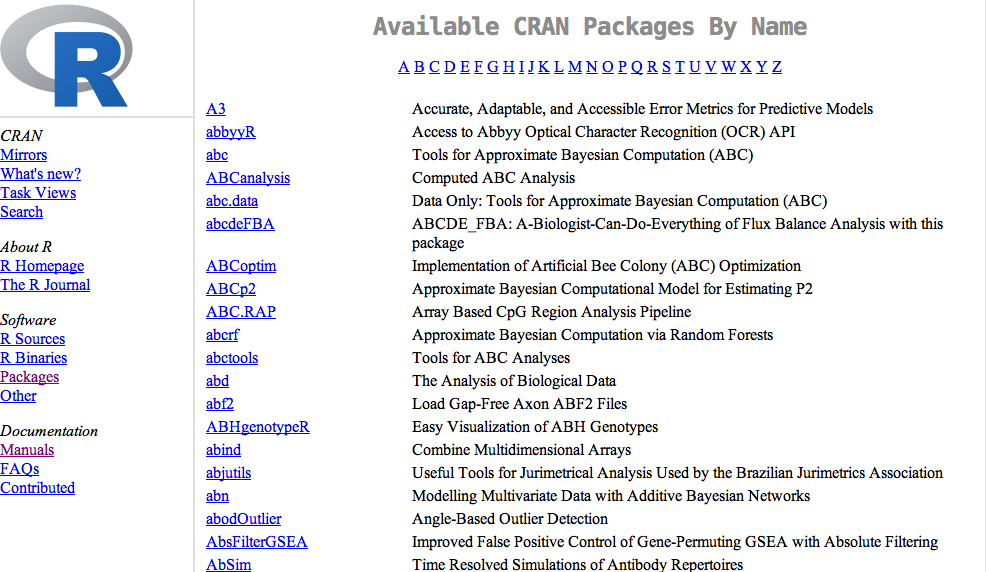 R
CRAN
Mirrors
What's new?
Task Views
Search
About R
R Homepage
The R Journal
Software
R Sources
R Binaries
Packages
Other
Documentation
Manuals
FAQs
Contributed
Available CRAN Packages By Name
A B C D E F G H I J K L M N O P Q R S T U V W X Y Z
A3 Accurate, Adaptable, and Accessible Error Metrics for Predictive Models
abbyyR Access to Abbyy Optical Character Recognition (OCR) API
abc Tools for Approximate Bayesian Computation (ABC)
ABCanalysis Computed ABC Analysis
abc.data Data Only: Tools for Approximate Bayesian Computation (ABC)
abcdeFBA ABCDE_FBA: A-Biologist-Can-Do-Everything of Flux Balance Analysis with this
package
ABCoptim Implementation of Artificial Bee Colony (ABC) Optimization
ABCp2 Approximate Bayesian Computational Model for Estimating P2
ABC.RAP Array Based CpG Region Analysis Pipeline
abcrf Approximate Bayesian Computation via Random Forests
abctools Tools for ABC Analyses
abd The Analysis of Biological Data
abf2 Load Gap-Free Axon ABF2 Files
ABHgenotypeR Easy Visualization of ABH Genotypes
abind Combine Multidimensional Arrays
abjutils Useful Tools for Jurimetrical Analysis Used by the Brazilian Jurimetrics Association
abn Modelling Multivariate Data with Additive Bayesian Networks
abodOutlier Angle-Based Outlier Detection
AbsFilterGSEA Improved False Positive Control of Gene-Permuting GSEA with Absolute Filtering
AbSim Time Resolved Simulations of Antibody Repertoires